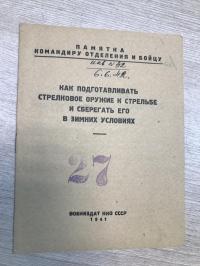 ПАМЯТКА
КОМАНДИРУ ОТДЕЛЕНИЯ И БОЙЦУ
КАК ПОДГОТАВЛИВАТЬ
СТРЕЛКОВОЕ ОРУЖИЕ К СТРЕЛЬБЕ
И СБЕРЕГАТЬ ЕГО
В ЗИМНИХ УСЛОВИЯХ
27
ВОЕНИЗДАТ НКО СССР
1941